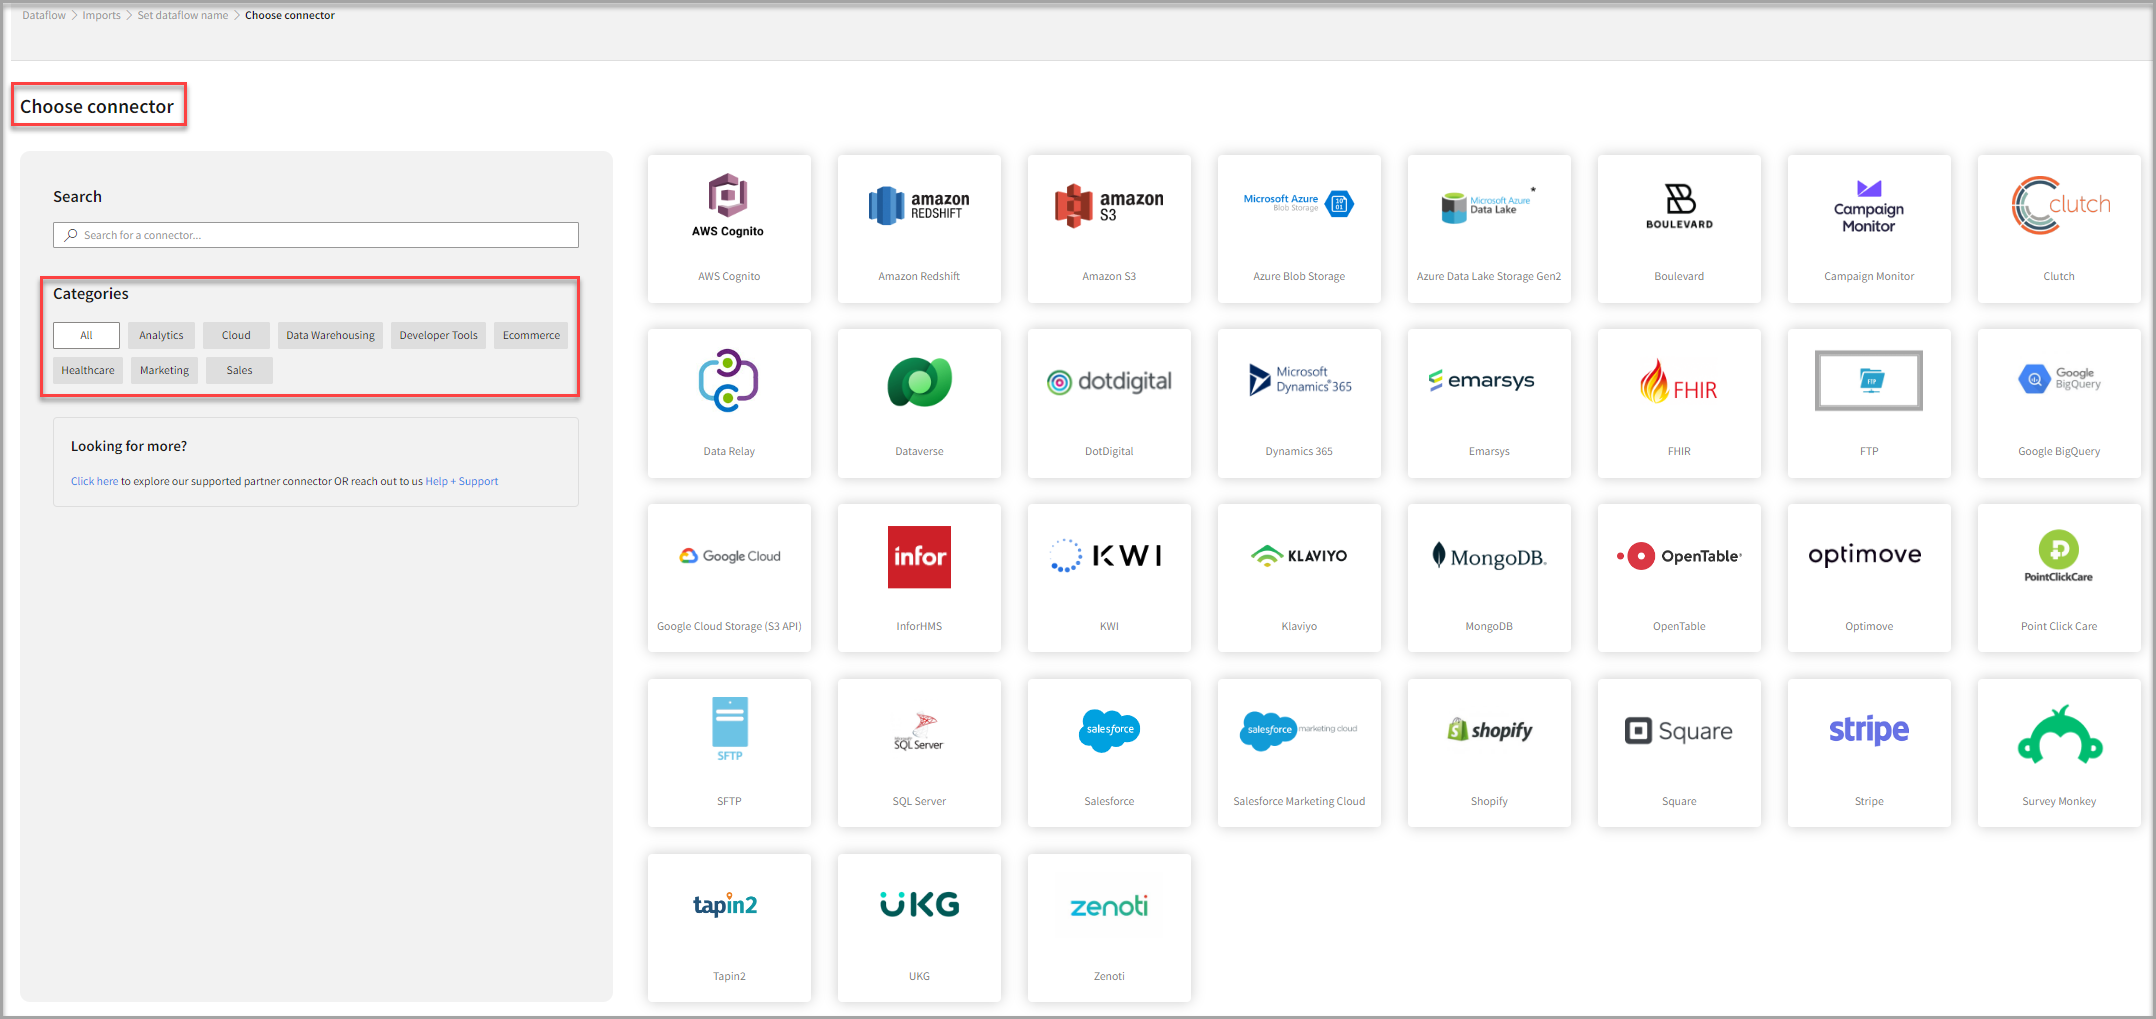 Dataflow > Imports > Set dataflow name > Choose connector
Choose connector
Search
Search for a connector...
Categories
All Analytics Cloud Data Warehousing Developer Tools Ecommerce
Healthcare Marketing Sales
Looking for more?
Click here to explore our supported partner connector OR reach out to us Help + Support
AWS Cognito
AWS Cognito
amazon
REDSHIFT
Amazon Redshift
amazon
S3
Amazon S3
Microsoft Azure
Blob Storage
10
01
Azure Blob Storage
Microsoft Azure
Data Lake *
Azure Data Lake Storage Gen2
BOULEVARD
Boulevard
Campaign
Monitor
Campaign Monitor
clutch
Clutch
Data Relay
Dataverse
dotdigital
DotDigital
Microsoft
Dynamics 365
Dynamics 365
emarsys
Emarsys
FHIR
FHIR
FTP
FTP
Google
BigQuery
Google BigQuery
Google Cloud
Google Cloud Storage (S3 API)
infor
InforHMS
KWI
KWI
KLAVIYO
Klaviyo
MongoDB.
MongoDB
OpenTable
OpenTable
optimove
Optimove
PointClickCare
Point Click Care
SFTP
SFTP
Microsoft
SQL Server
SQL Server
salesforce
Salesforce
salesforce marketing cloud
Salesforce Marketing Cloud
shopify
Shopify
Square
Square
stripe
Stripe
Survey Monkey
tapin2
Tapin2
UKG
UKG
zenoti
Zenoti